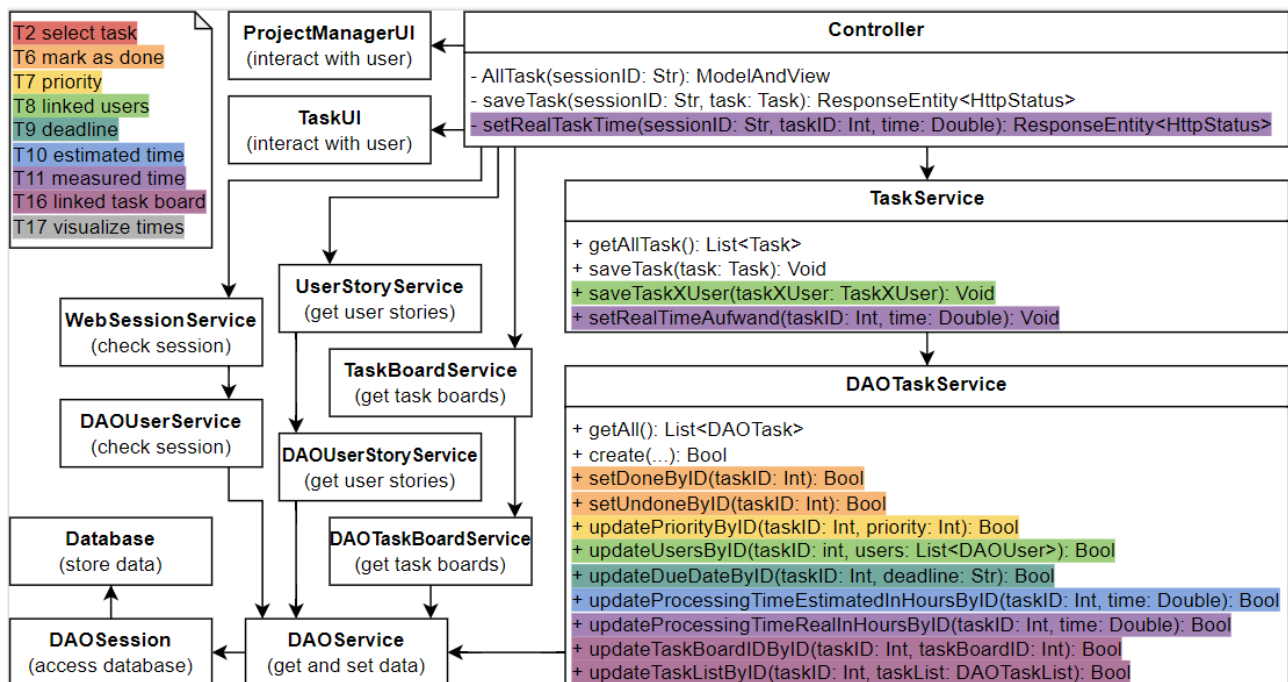 T2 select task
T6 mark as done
T7 priority
T8 linked users
T9 deadline
T10 estimated time
T11 measured time
T16 linked task board
T17 visualize times
ProjectManagerUI
(interact with user)
TaskUI
(interact with user)
Controller
- AllTask(sessionID: Str): ModelAndView
- saveTask(sessionID: Str, task: Task): ResponseEntity<HttpStatus>
- setRealTaskTime(sessionID: Str, taskID: Int, time: Double): ResponseEntity<HttpStatus>
TaskService
+ getAllTask(): List<Task>
+ saveTask(task: Task): Void
+ saveTaskXUser(taskXUser: TaskXUser): Void
+ setRealTimeAufwand(taskID: Int, time: Double): Void
UserStoryService
(get user stories)
WebSessionService
(check session)
TaskBoardService
(get task boards)
DAOUserService
(check session)
DAOUserStoryService
(get user stories)
DAOTaskBoardService
(get task boards)
Database
(store data)
DAOSession
(access database)
DAOService
(get and set data)
DAOTaskService
+ getAll(): List<DAOTask>
+ create(...): Bool
+ setDoneByID(taskID: Int): Bool
+ setUndoneByID(taskID: Int): Bool
+ updatePriorityByID(taskID: Int, priority: Int): Bool
+ updateUsersByID(taskID: int, users: List<DAOUser>): Bool
+ updateDueDateByID(taskID: Int, deadline: Str): Bool
+ updateProcessingTimeEstimatedInHoursByID(taskID: Int, time: Double): Bool
+ updateProcessingTimeRealInHoursByID(taskID: Int, time: Double): Bool
+ updateTaskBoardIDByID(taskID: Int, taskBoardID: Int): Bool
+ updateTaskListByID(taskID: Int, taskList: DAOTaskList): Bool